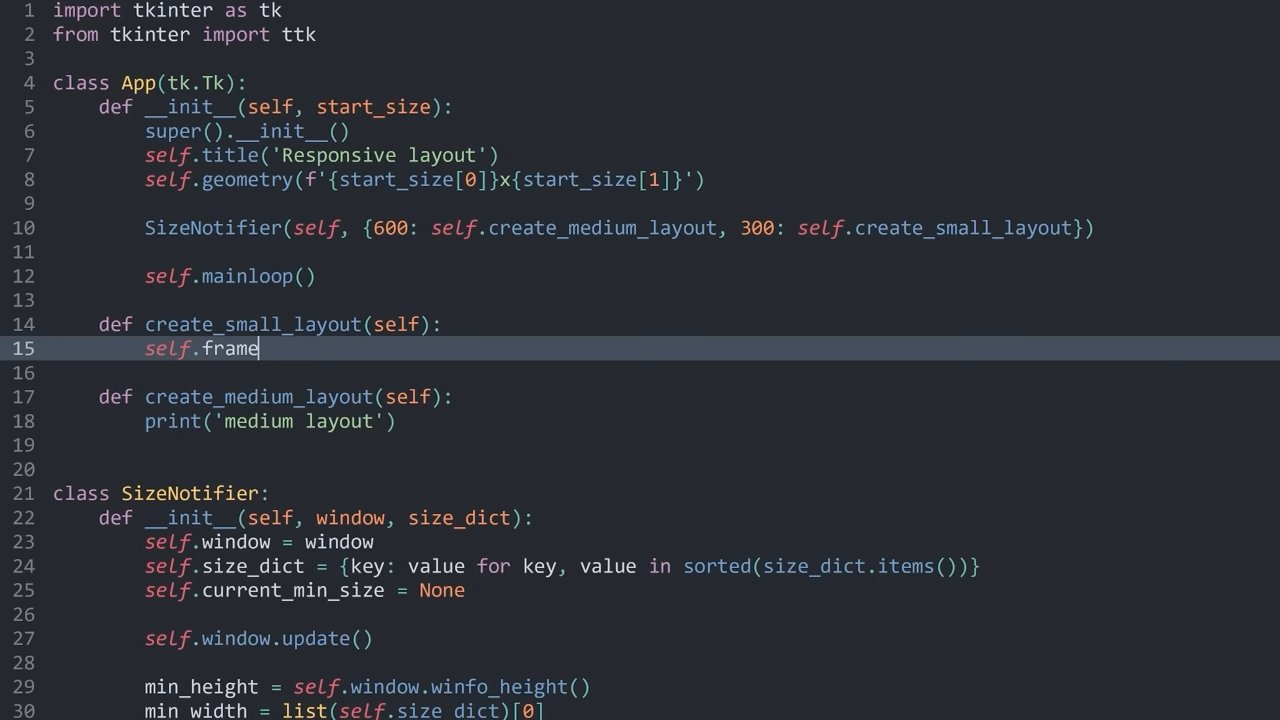 1 import tkinter as tk
2 from tkinter import ttk
3
4 class App(tk.Tk):
5     def __init__(self, start_size):
6         super().__init__()
7         self.title('Responsive layout')
8         self.geometry(f'{start_size[0]}x{start_size[1]}')
9
10         SizeNotifier(self, {600: self.create_medium_layout, 300: self.create_small_layout})
11
12         self.mainloop()
13
14     def create_small_layout(self):
15         self.frame
16
17     def create_medium_layout(self):
18         print('medium layout')
19
20
21 class SizeNotifier:
22     def __init__(self, window, size_dict):
23         self.window = window
24         self.size_dict = {key: value for key, value in sorted(size_dict.items())}
25         self.current_min_size = None
26
27         self.window.update()
28
29         min_height = self.window.winfo_height()
30         min_width = list(self.size_dict)[0]